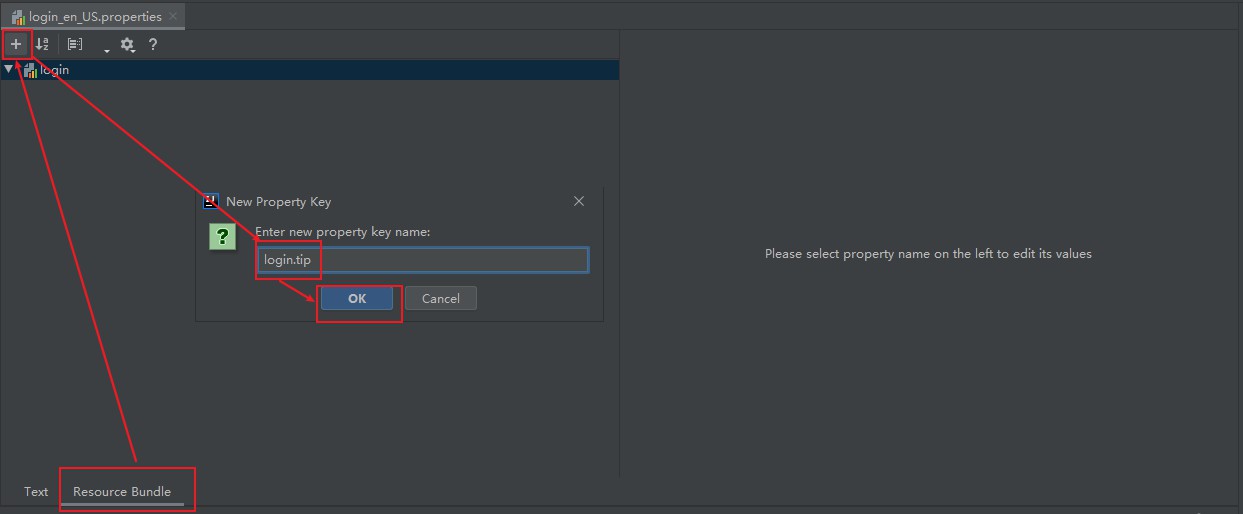 login_en_US.properties
login
New Property Key
Enter new property key name:
login.tip
OK Cancel
Please select property name on the left to edit its values
Text Resource Bundle